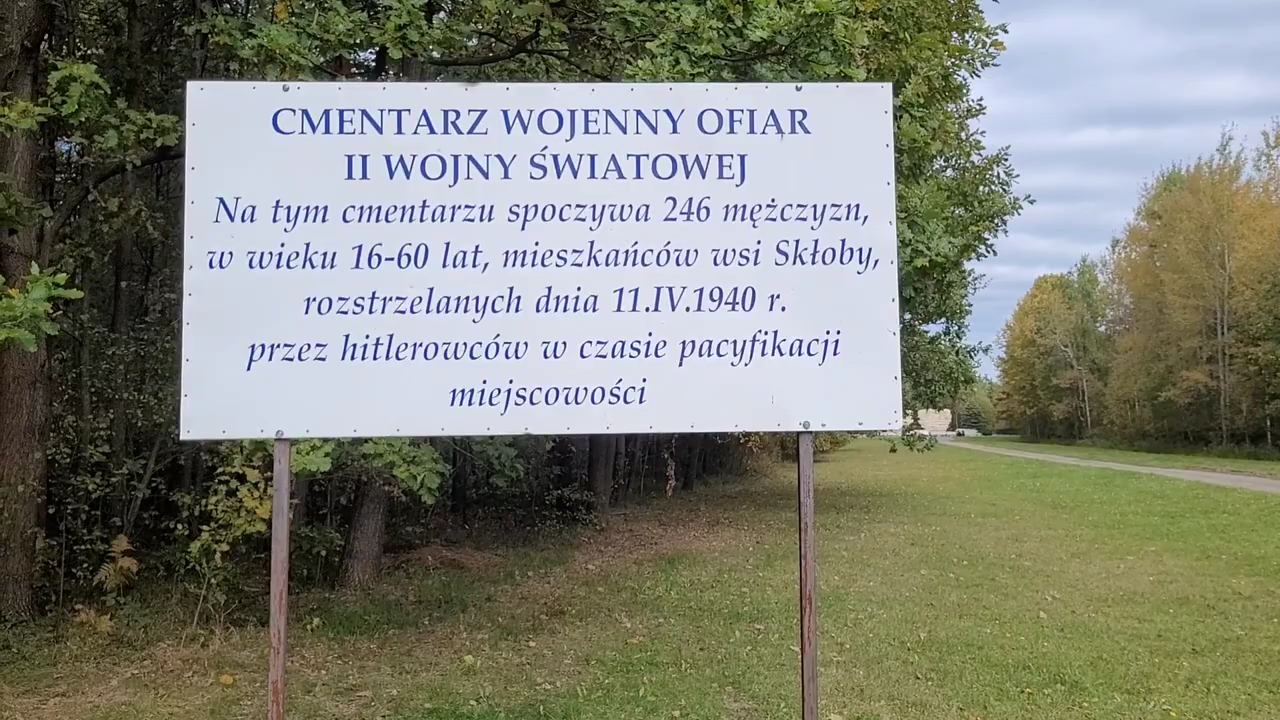 CMENTARZ WOJENNY OFIAR
II WOJNY ŚWIATOWEJ
Na tym cmentarzu spoczywa 246 mężczyzn,
w wieku 16-60 lat, mieszkańców wsi Skłoby,
rozstrzelanych dnia 11.IV.1940 r.
przez hitlerowców w czasie pacyfikacji
miejscowości